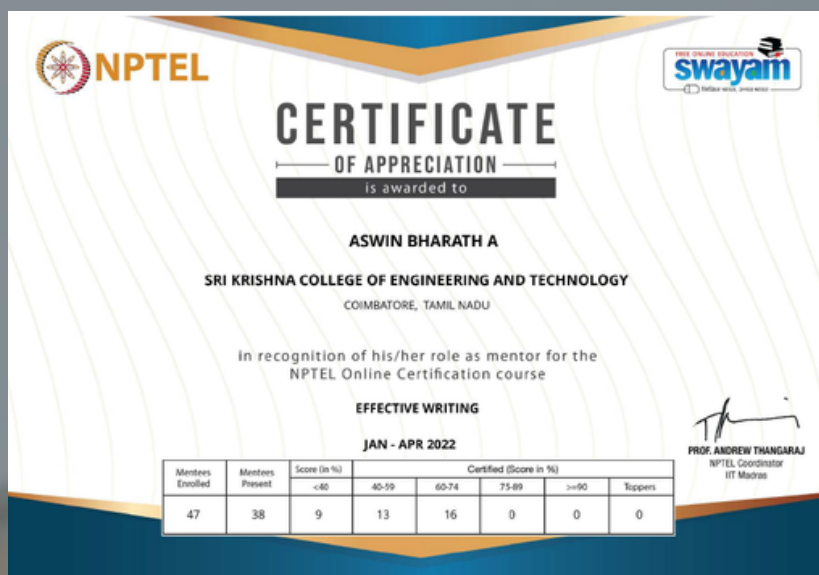 NPTEL
FREE ONLINE EDUCATION
swayam
CERTIFICATE
OF APPRECIATION
is awarded to
ASWIN BHARATH A
SRI KRISHNA COLLEGE OF ENGINEERING AND TECHNOLOGY
COIMBATORE, TAMIL NADU
in recognition of his/her role as mentor for the
NPTEL Online Certification course
EFFECTIVE WRITING
JAN - APR 2022
PROF. ANDREW THANGARAJ
NPTEL Coordinator
IIT Madras
Mentees Enrolled Mentees Present Score (in %) Certified (Score in %)
<40 40-59 60-74 75-89 >=90 Toppers
47 38 9 13 16 0 0 0